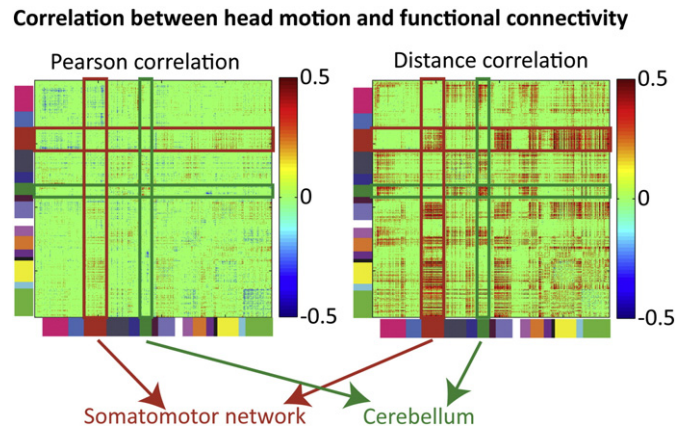 Correlation between head motion and functional connectivity
Pearson correlation
Distance correlation
0.5
0
-0.5
0.5
0
-0.5
Somatomotor network
Cerebellum